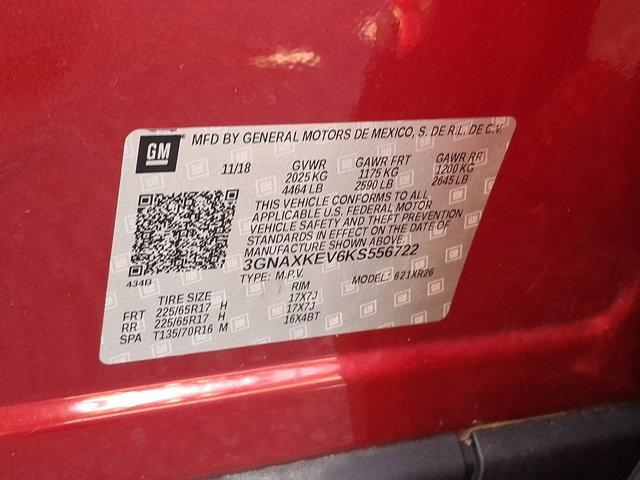 GM MFD BY GENERAL MOTORS DE MEXICO, S. DE R.L. DE C.V.
11/18 GVWR GAWR FRT GAWR RR
2025 KG 1175 KG 1200 KG
4464 LB 2590 LB 2645 LB
THIS VEHICLE CONFORMS TO ALL
APPLICABLE U.S. FEDERAL MOTOR
VEHICLE SAFETY AND THEFT PREVENTION
STANDARDS IN EFFECT ON THE DATE OF
MANUFACTURE SHOWN ABOVE.
3GNAXKEV6KS556722
434B
TYPE: M.P.V. MODEL: 621XR26
TIRE SIZE RIM
FRT 225/65R17 H 17X7J
RR 225/65R17 H 17X7J
SPA T135/70R16 M 16X4BT